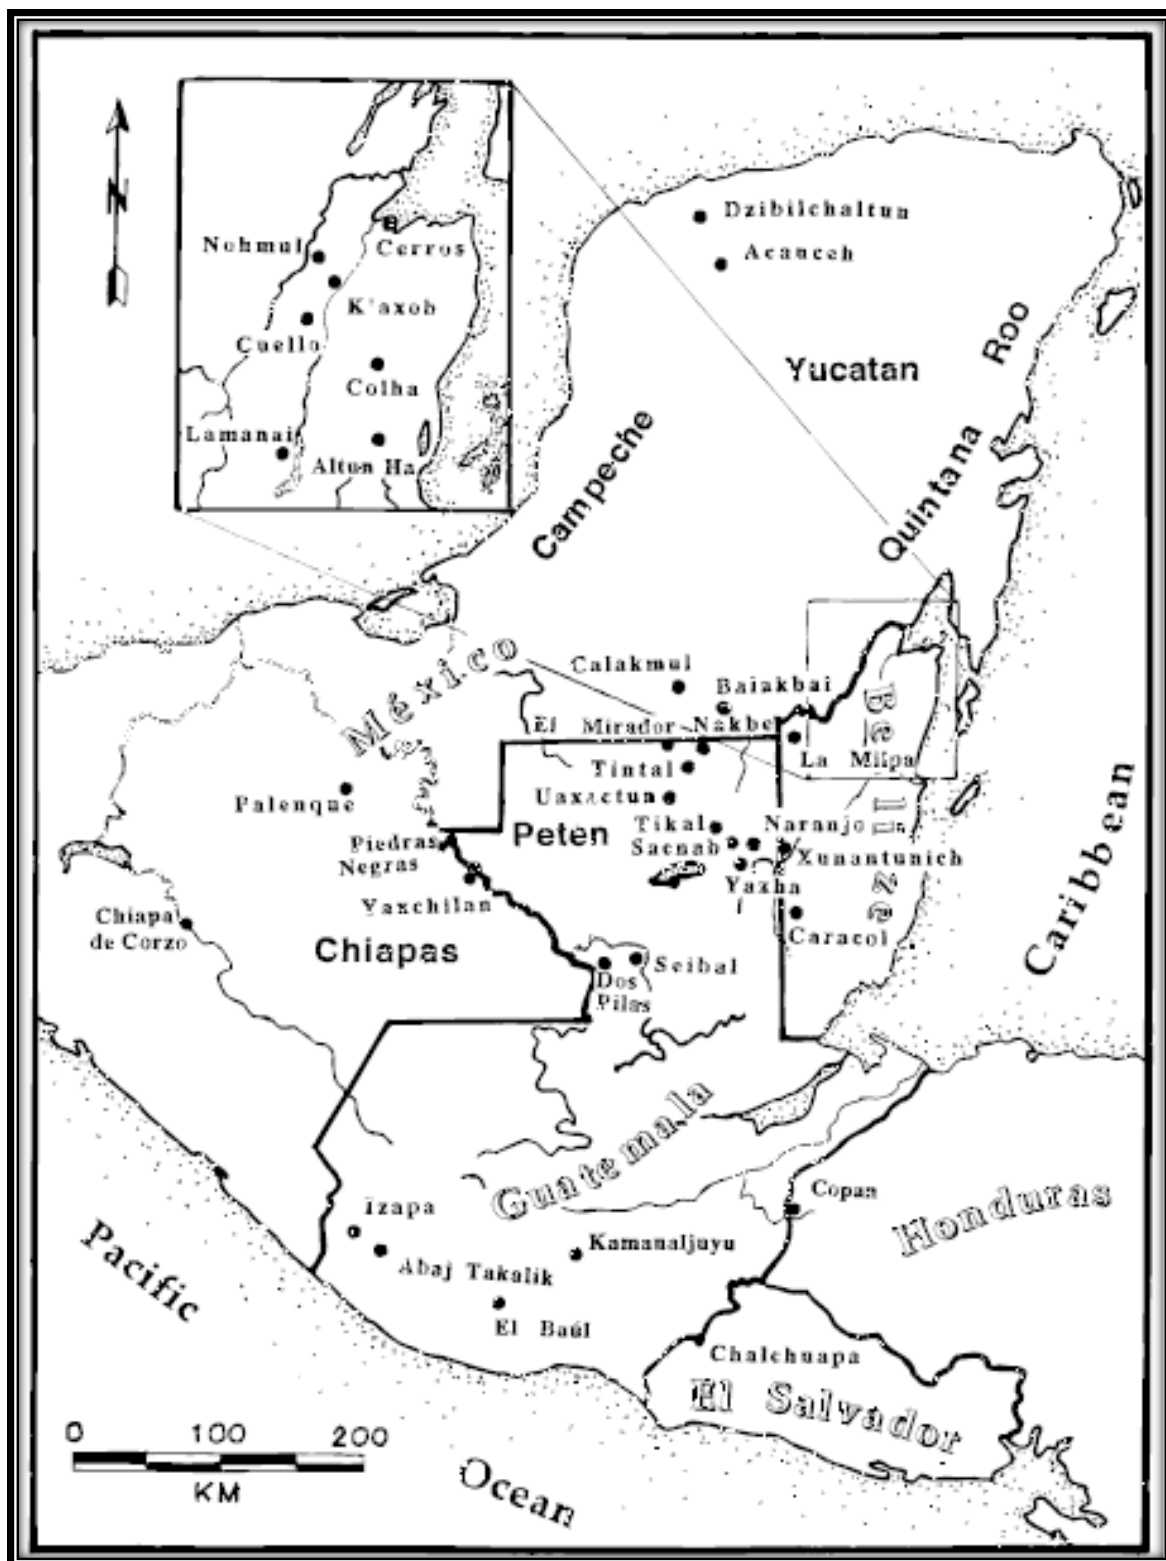 N
Nohmul
Cerros
K'axob
Cuello
Colha
Lamanai
Altun Ha
Dzibilchaltun
Acanceh
Yucatan
Quintana Roo
Campeche
México
Calakmul
Baiakbai
El Mirador
Nakbe
La Milpa
Belize
Tintal
Uaxactun
Peten
Tikal
Naranjo
Sacnab
Xunantunich
Yaxha
Caracol
Palenque
Piedras
Negras
Yaxchilan
Chiapa
de Corzo
Chiapas
Seibal
Dos
Pilas
Caribbean
Guatemala
Copan
Honduras
Izapa
Kamanaljuyu
Abaj Takalik
El Baúl
Chalchuapa
El Salvador
Pacific
Ocean
0 100 200
KM